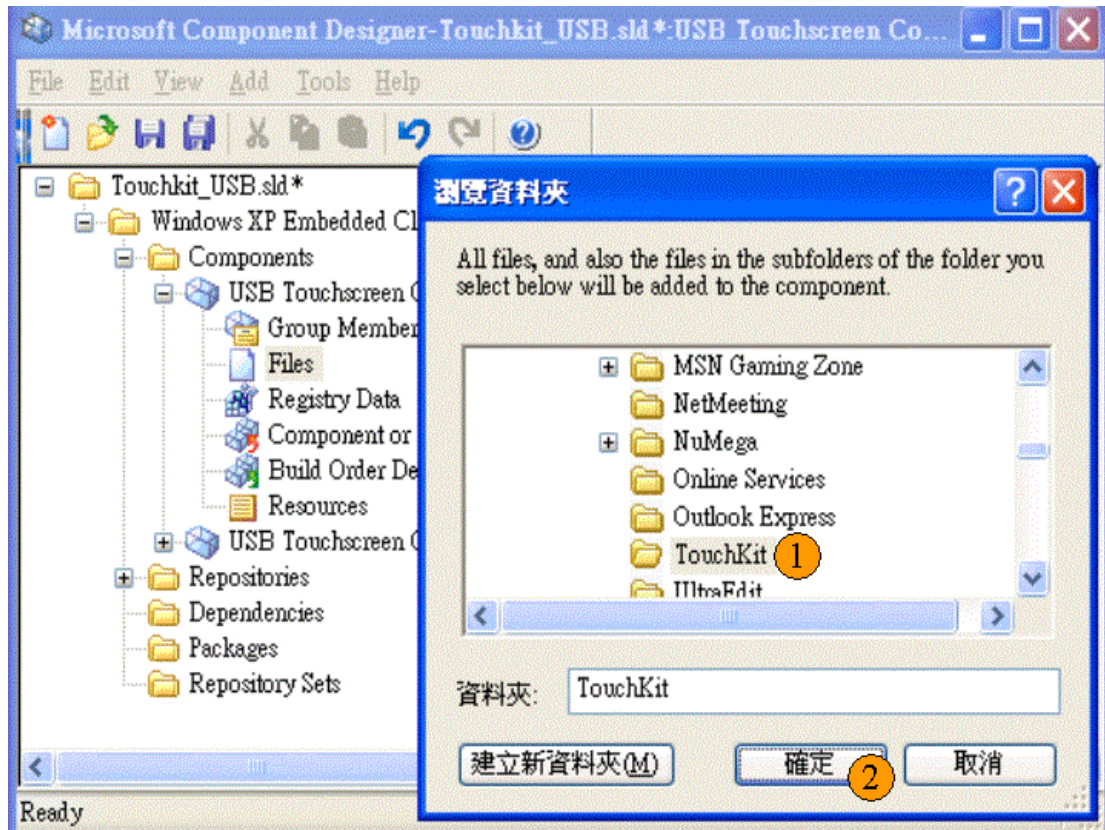 Microsoft Component Designer-Touchkit_USB.sld*:USB Touchscreen Co...
File Edit View Add Tools Help
Touchkit_USB.sld*
Windows XP Embedded Cl
Components
USB Touchscreen C
Group Member
Files
Registry Data
Component or
Build Order De
Resources
USB Touchscreen C
Repositories
Dependencies
Packages
Repository Sets
Ready
瀏覽資料夾
All files, and also the files in the subfolders of the folder you
select below will be added to the component.
MSN Gaming Zone
NetMeeting
NuMega
Online Services
Outlook Express
TouchKit 1
UltraEdit
資料夾: TouchKit
建立新資料夾(M) 確定 2 取消